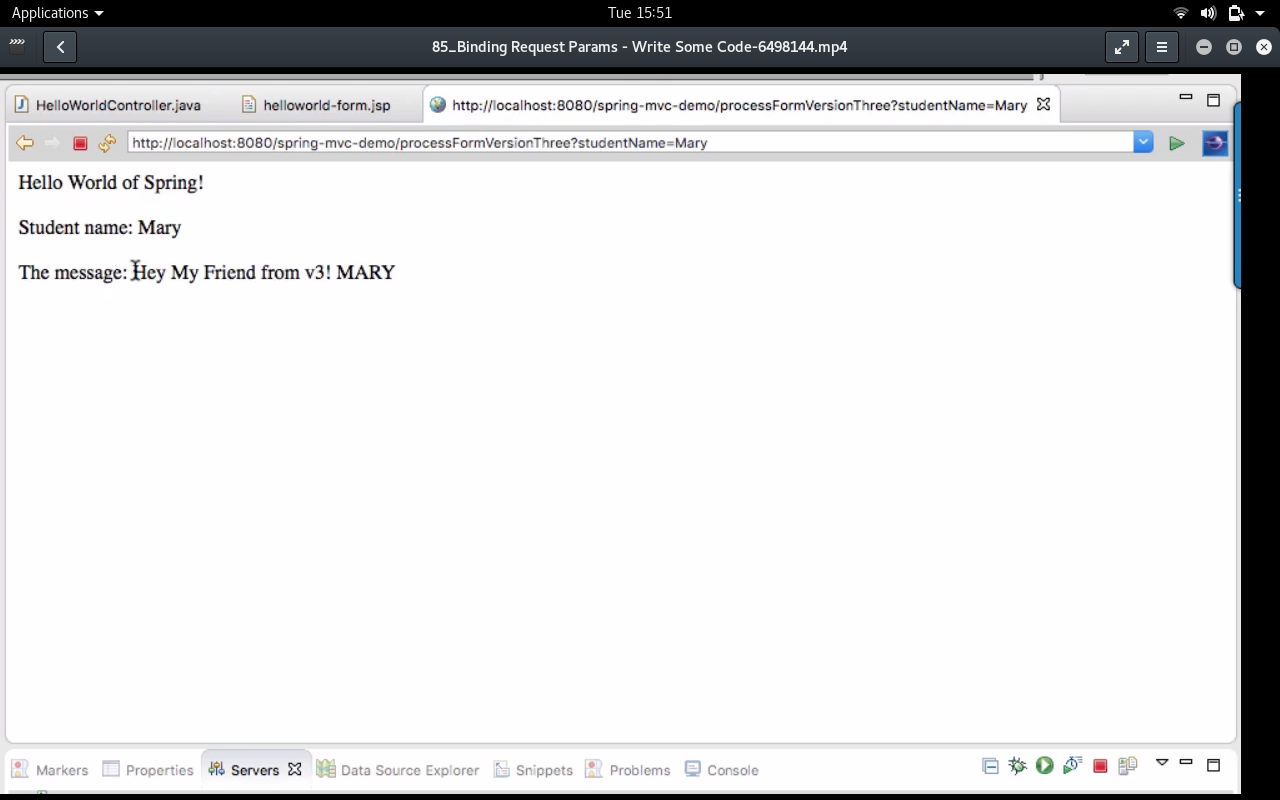 Applications
Tue 15:51
85_Binding Request Params - Write Some Code-6498144.mp4
HelloWorldController.java
helloworld-form.jsp
http://localhost:8080/spring-mvc-demo/processFormVersionThree?studentName=Mary
http://localhost:8080/spring-mvc-demo/processFormVersionThree?studentName=Mary
Hello World of Spring!
Student name: Mary
The message: Hey My Friend from v3! MARY
Markers
Properties
Servers
Data Source Explorer
Snippets
Problems
Console